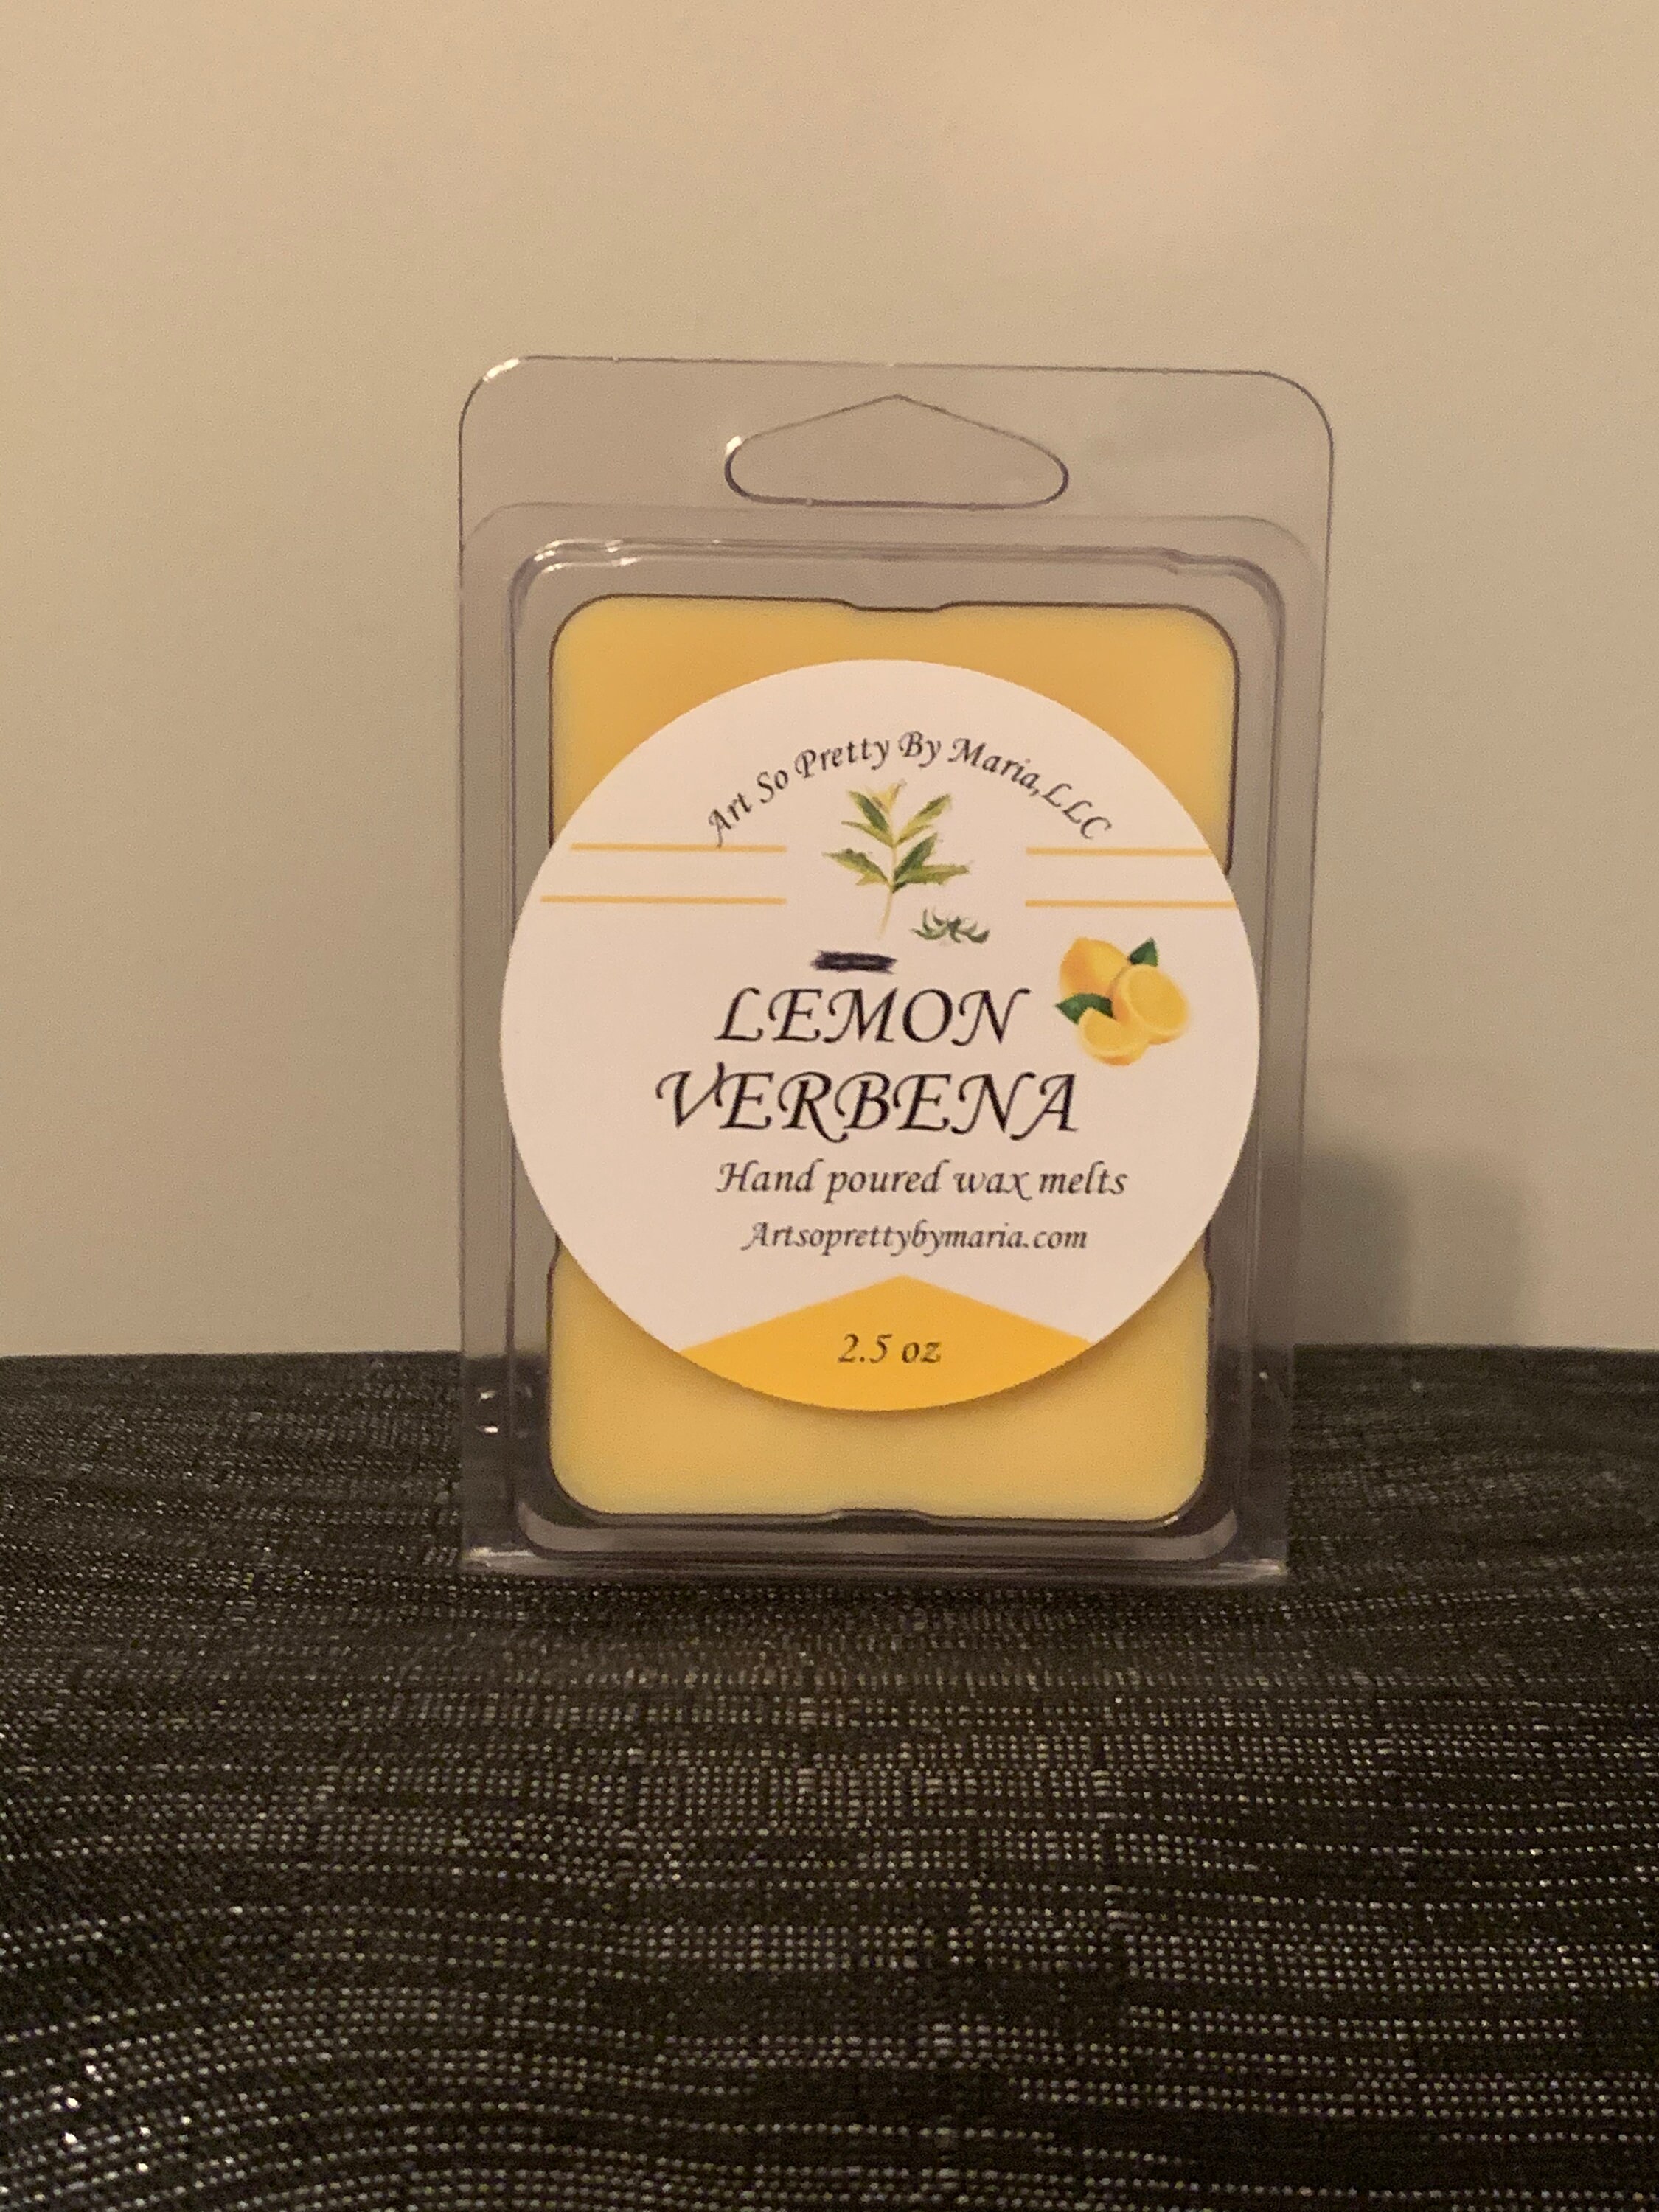 Art So Pretty By Maria,LLC
LEMON
VERBENA
Hand poured wax melts
Artsoprettybymaria.com
2.5 oz